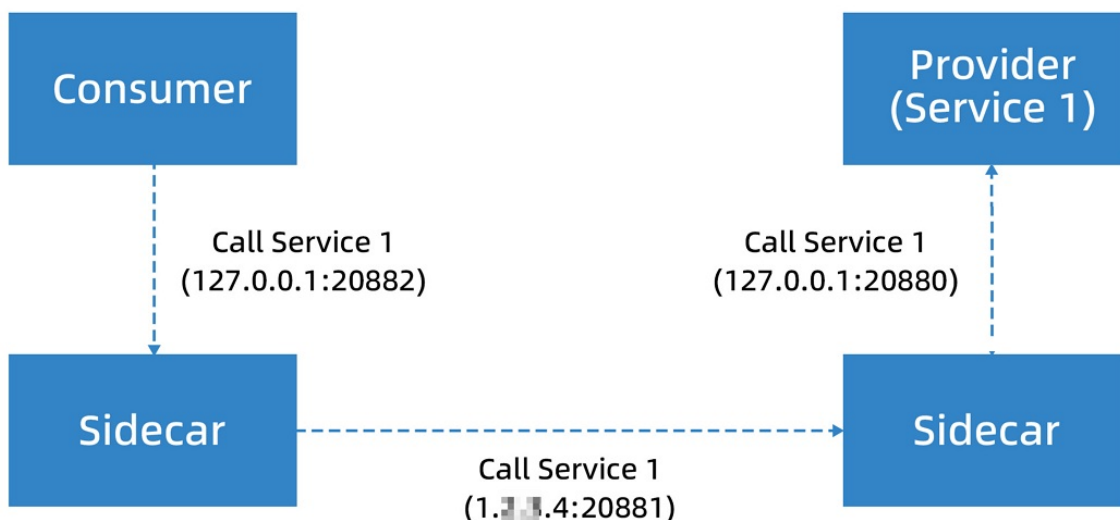 Consumer
Provider
(Service 1)
Call Service 1
(127.0.0.1:20882)
Call Service 1
(127.0.0.1:20880)
Sidecar
Sidecar
Call Service 1
(1. .4:20881)